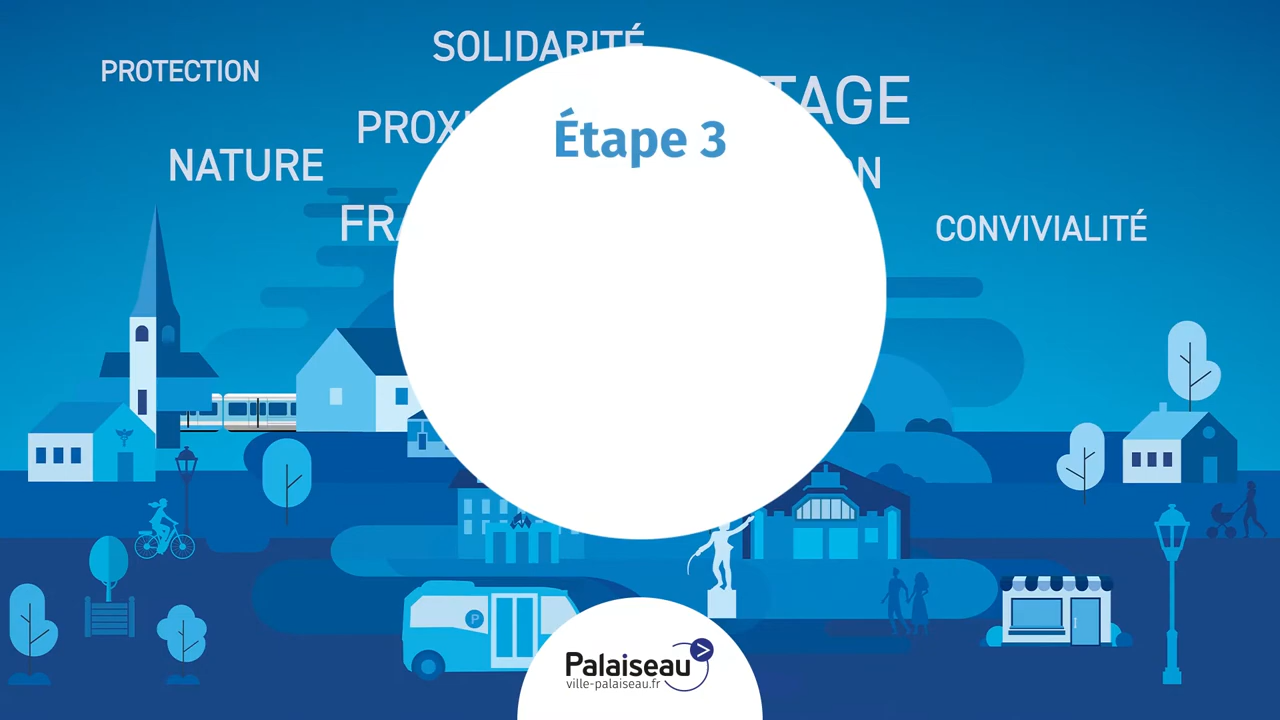 SOLIDARITÉ
PROTECTION
NATURE
CONVIVIALITÉ
Étape 3
P
Palaiseau
ville-palaiseau.fr